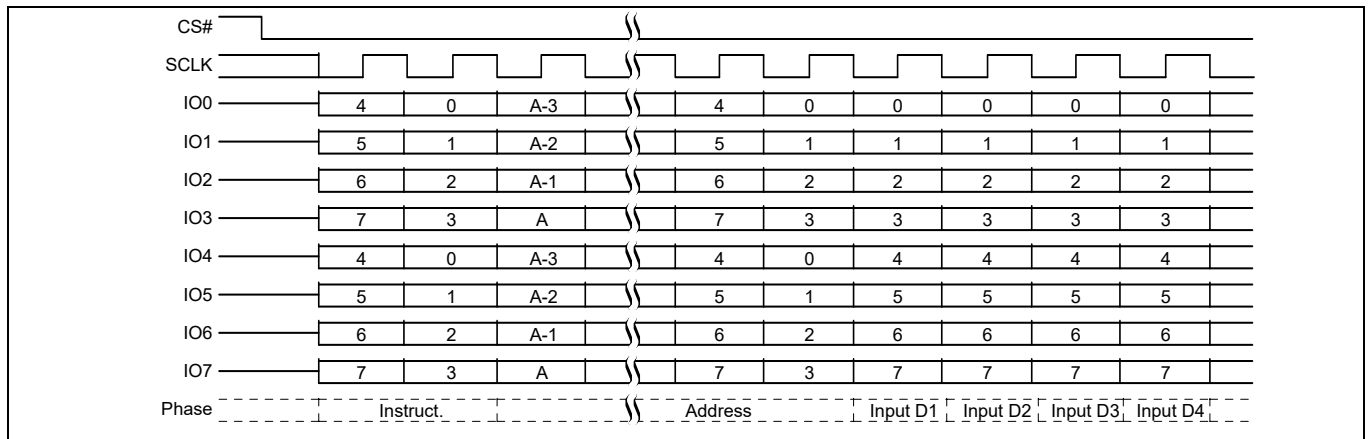 CS#
SCLK
IO0 4 0 A-3 4 0 0 0 0 0
IO1 5 1 A-2 5 1 1 1 1 1
IO2 6 2 A-1 6 2 2 2 2 2
IO3 7 3 A 7 3 3 3 3 3
IO4 4 0 A-3 4 0 4 4 4 4
IO5 5 1 A-2 5 1 5 5 5 5
IO6 6 2 A-1 6 2 6 6 6 6
IO7 7 3 A 7 3 7 7 7 7
Phase Instruct. Address Input D1 Input D2 Input D3 Input D4